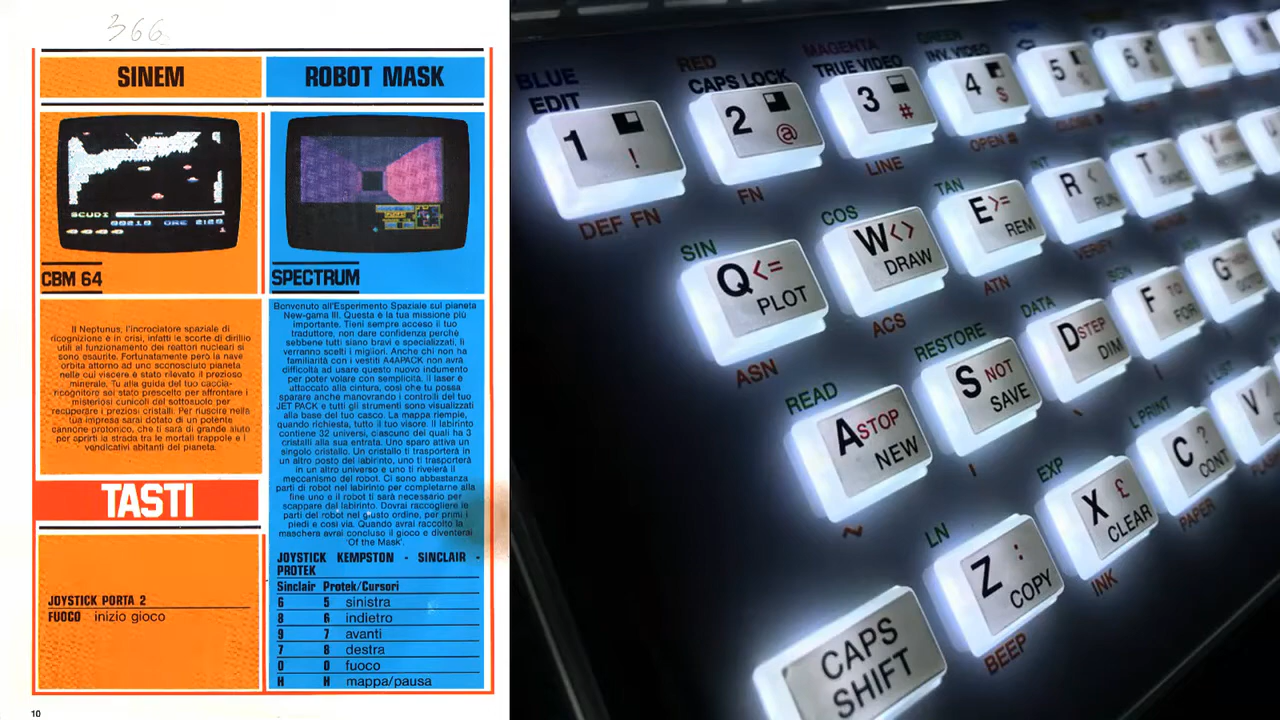 366
SINEM
ROBOT MASK
SCUDI
CBM 64
SPECTRUM
Il Neptunus, l'incrociatore spaziale di
ricognizione e in crisi, infatti le scorte di dirillio
utili al funzionamento dei reattori nucleari si
sono esaurite. Fortunatamente però la nave
orbita attorno ad uno sconosciuto pianeta
nelle cui viscere è stato rilevato il prezioso
minerale. Tu alla guida del tuo caccia-
ricognitore sei stato prescelto per affrontare i
misteriosi cunicoli del sottosuolo per
recuperare i preziosi cristalli. Per riuscire nella
tua impresa sarai dotato di un potente
cannone protonico, che ti sarà di grande aiuto
per aprirti la strada tra le mortali trappole e i
vendicativi abitanti del pianeta.
TASTI
JOYSTICK PORTA 2
FUOCO inizio gioco
10
Benvenuto all'Esperimento Spaziale sul pianeta
New-gama III. Questa è la tua missione più
importante. Tieni sempre acceso il tuo
traduttore, non dare confidenza perchè
sebbene tutti siano bravi e specializzati, li
verranno scelti i migliori. Anche chi non ha
familiarità con i vestiti A4APACK non avrà
difficoltà ad usare questo nuovo indumento
per poter volare con semplicità. Il laser è
attaccato alla cintura, così che tu possa
sparare anche manovrando i controlli del tuo
JET PACK e tutti gli strumenti sono visualizzati
alla base del tuo casco. La mappa riempie,
quando richiesta, tutto il tuo visore. Il labirinto
contiene 32 universi, ciascuno dei quali ha 3
cristalli alla sua entrata. Uno sparo attiva un
singolo cristallo. Un cristallo ti trasporterà in
un altro posto del labirinto, uno ti trasporterà
in un altro universo e uno ti rivelerà il
meccanismo del robot. Ci sono abbastanza
parti di robot nel labirinto per completarne alla
fine uno e il robot ti sarà necessario per
scappare dal labirinto. Dovrai raccogliere le
parti del robot nel giusto ordine, per primi i
piedi e così via. Quando avrai raccolto la
maschera avrai concluso il gioco e diventerai
'Of the Mask'.
JOYSTICK KEMPSTON - SINCLAIR -
PROTEK
Sinclair Protek/Cursori
6 5 sinistra
8 6 indietro
9 7 avanti
7 8 destra
0 0 fuoco
H H mappa/pausa
BLUE RED MAGENTA GREEN
EDIT CAPS LOCK TRUE VIDEO INV. VIDEO
1 ! 2 @ 3 # 4 $ 5 6
DEF FN FN LINE OPEN # CLOSE #
SIN COS TAN INT
Q <= PLOT W <> DRAW E >= REM R < RUN T >
ASN ACS ATN VERIFY
READ RESTORE DATA SGN
A STOP NEW S NOT SAVE D STEP DIM F TO FOR G
~ | \
LN EXP L PRINT L LIST
CAPS SHIFT Z : COPY X £ CLEAR C ? CONT V
BEEP INK PAPER